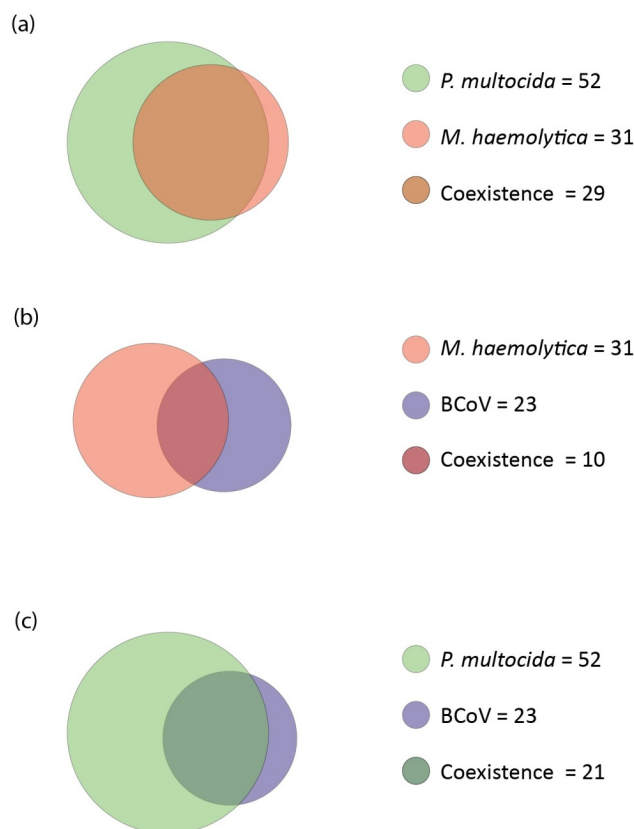 (a)
P. multocida = 52
M. haemolytica = 31
Coexistence = 29
(b)
M. haemolytica = 31
BCoV = 23
Coexistence = 10
(c)
P. multocida = 52
BCoV = 23
Coexistence = 21